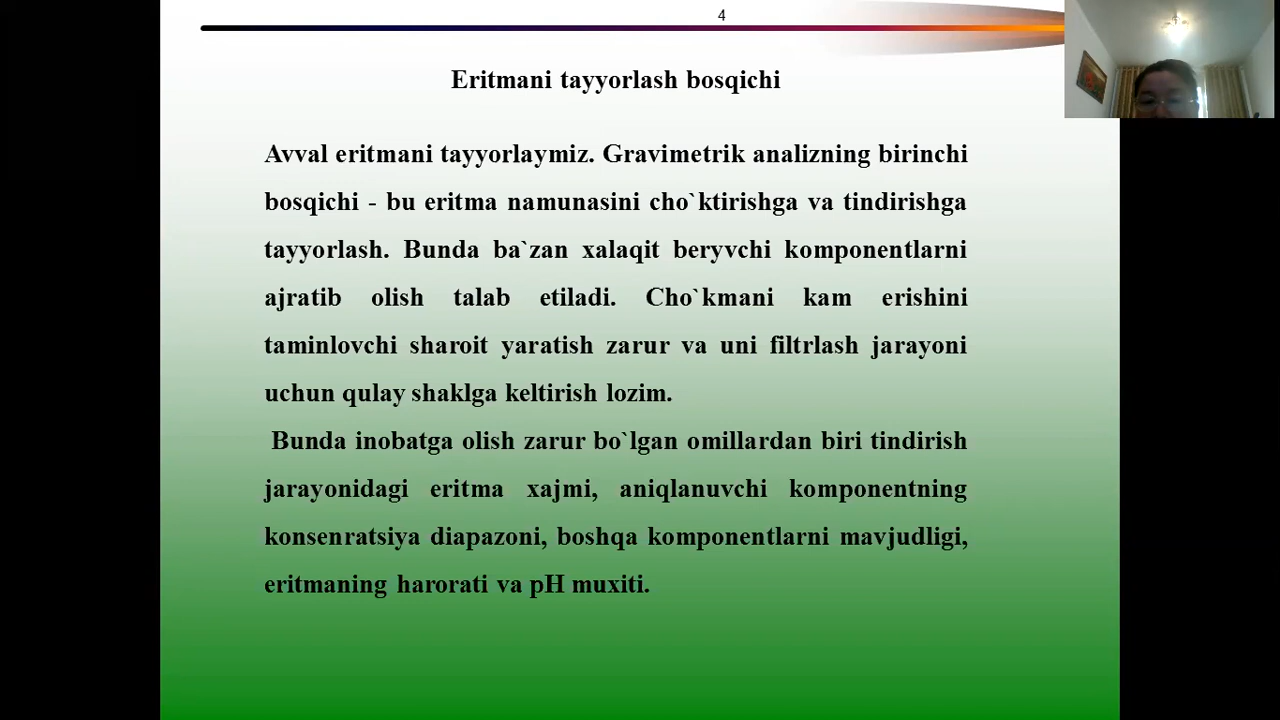 4
Eritmani tayyorlash bosqichi
Avval eritmani tayyorlaymiz. Gravimetrik analizning birinchi
bosqichi - bu eritma namunasini cho`ktirishga va tindirishga
tayyorlash. Bunda ba`zan xalaqit beryvchi komponentlarni
ajratib olish talab etiladi. Cho`kmani kam erishini
taminlovchi sharoit yaratish zarur va uni filtrlash jarayoni
uchun qulay shaklga keltirish lozim.
Bunda inobatga olish zarur bo`lgan omillardan biri tindirish
jarayonidagi eritma xajmi, aniqlanuvchi komponentning
konsenratsiya diapazoni, boshqa komponentlarni mavjudligi,
eritmaning harorati va pH muxiti.